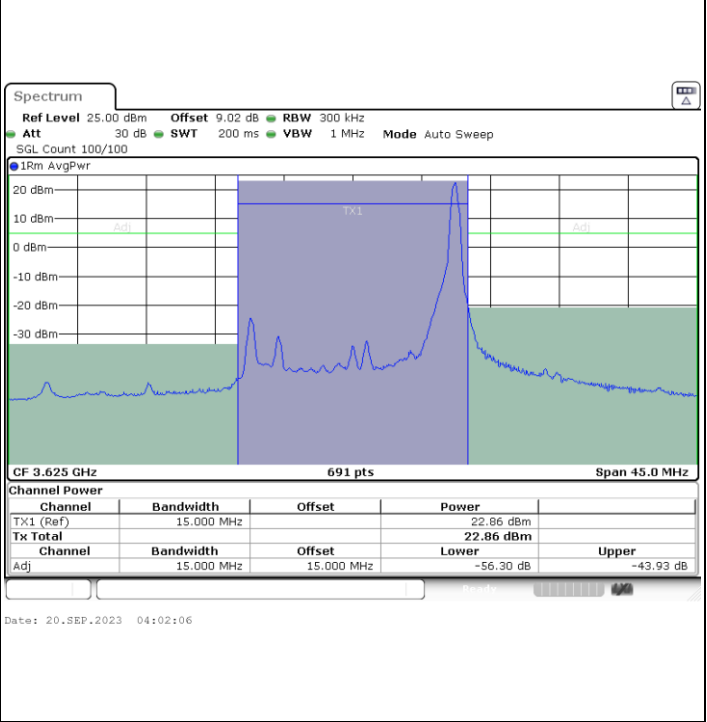 Spectrum
Ref Level 25.00 dBm Offset 9.02 dB RBW 300 kHz
Att 30 dB SWT 200 ms VBW 1 MHz Mode Auto Sweep
SGL Count 100/100
1Rm AvgPwr
20 dBm
TX1
10 dBm
Adj Adj
0 dBm
-10 dBm
-20 dBm
-30 dBm
CF 3.625 GHz 691 pts Span 45.0 MHz
Channel Power
Channel Bandwidth Offset Power
TX1 (Ref) 15.000 MHz 22.86 dBm
Tx Total 22.86 dBm
Channel Bandwidth Offset Lower Upper
Adj 15.000 MHz 15.000 MHz -56.30 dB -43.93 dB
Ready
Date: 20.SEP.2023 04:02:06